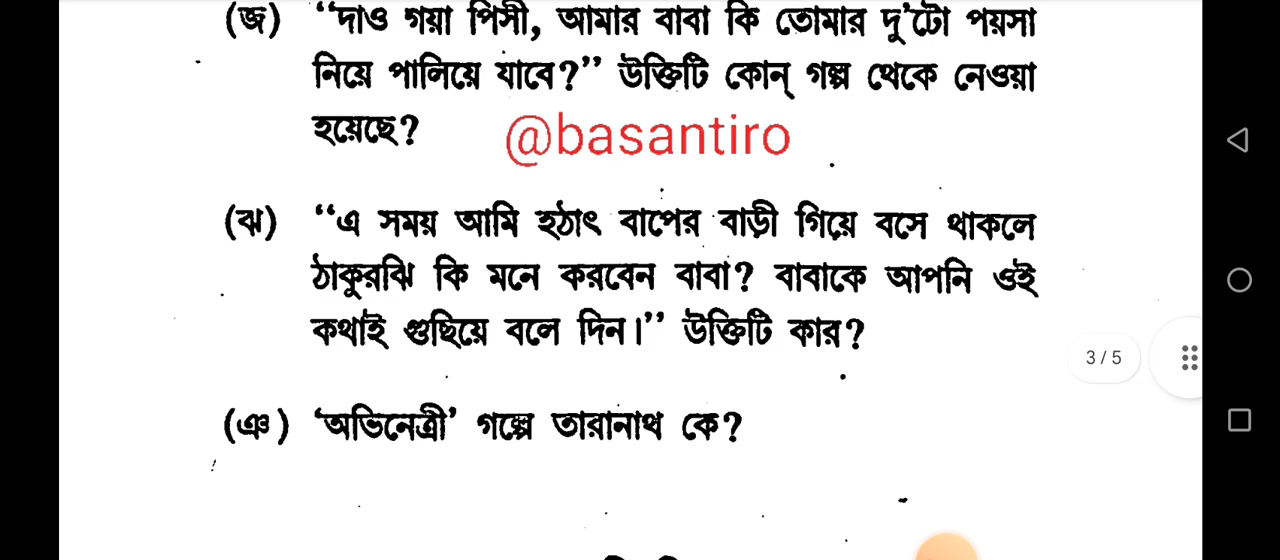 (জ) “দাও গয়া পিসী, আমার বাবা কি তোমার দু’টো পয়সা
নিয়ে পালিয়ে যাবে?” উক্তিটি কোন্ গল্প থেকে নেওয়া
হয়েছে?
@basantiro
(ঝ) “এ সময় আমি হঠাৎ বাপের বাড়ী গিয়ে বসে থাকলে
ঠাকুরঝি কি মনে করবেন বাবা? বাবাকে আপনি ওই
কথাই গুছিয়ে বলে দিন।” উক্তিটি কার?
3 / 5
(ঞ) ‘অভিনেত্রী’ গল্পে তারানাথ কে?